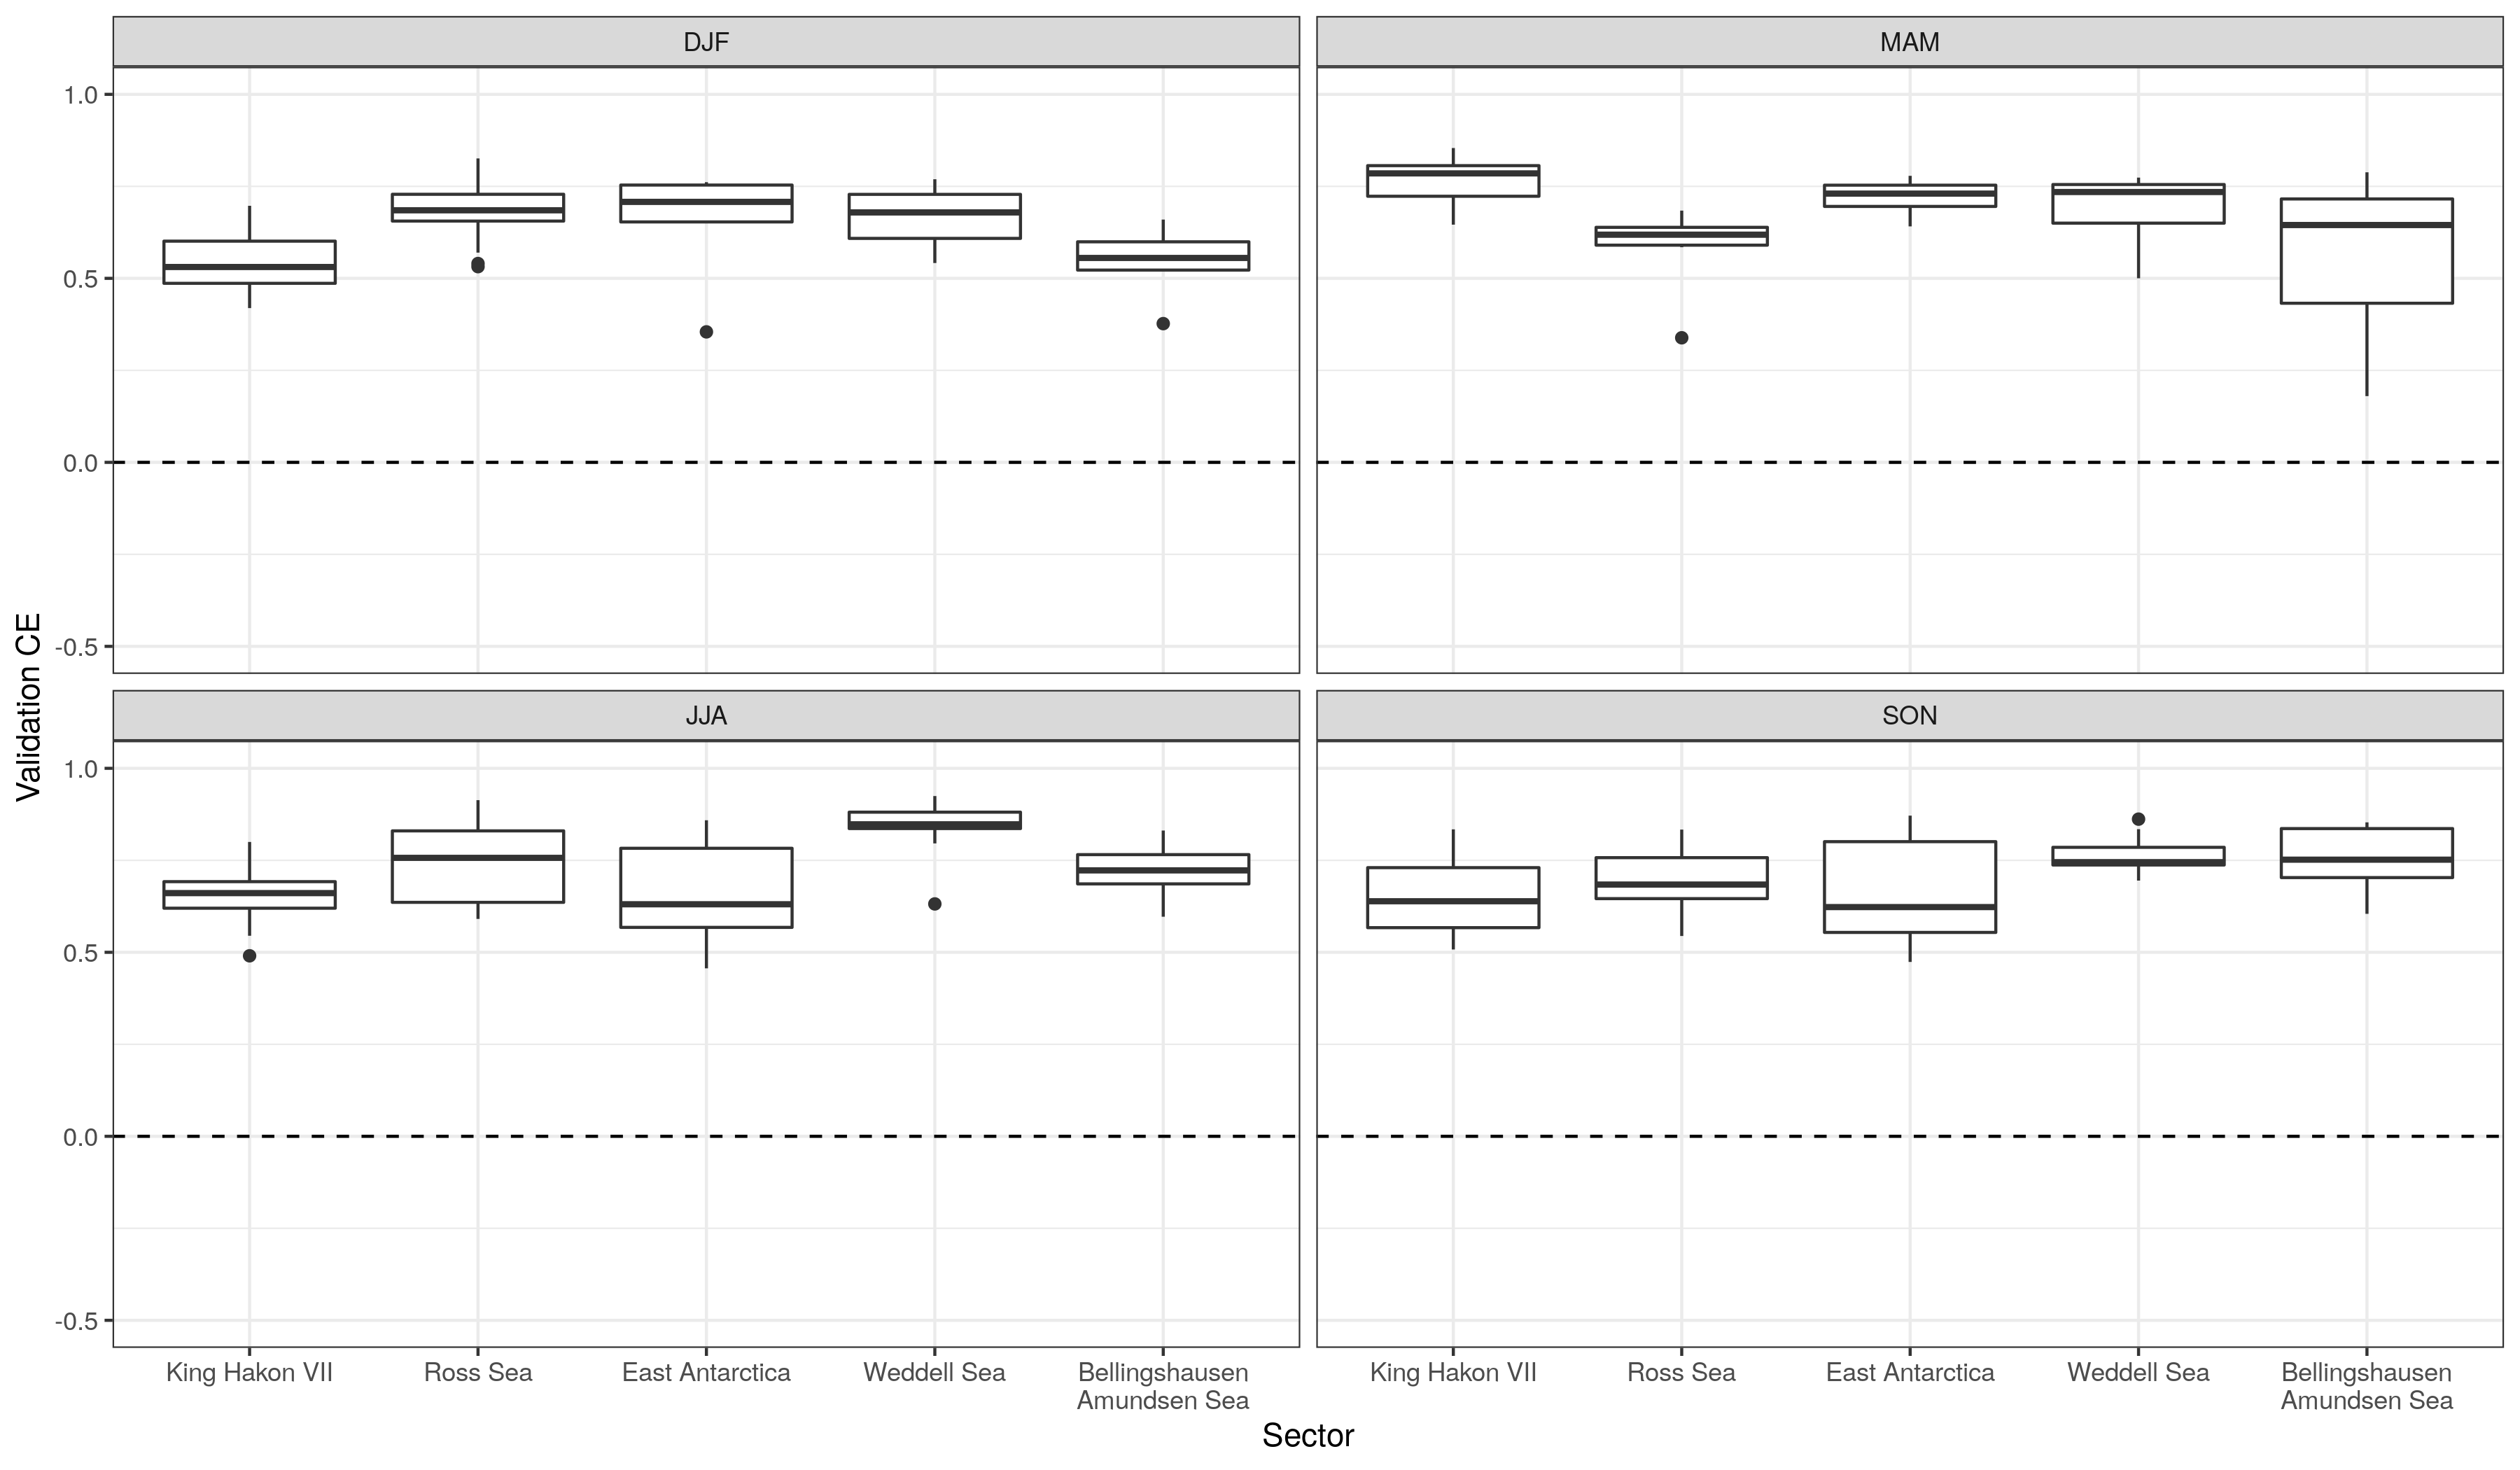 DJF
MAM
1.0
0.5
0.0
-0.5
Validation CE
JJA
SON
1.0
0.5
0.0
-0.5
King Hakon VII
Ross Sea
East Antarctica
Weddell Sea
Bellingshausen
Amundsen Sea
King Hakon VII
Ross Sea
East Antarctica
Weddell Sea
Bellingshausen
Amundsen Sea
Sector